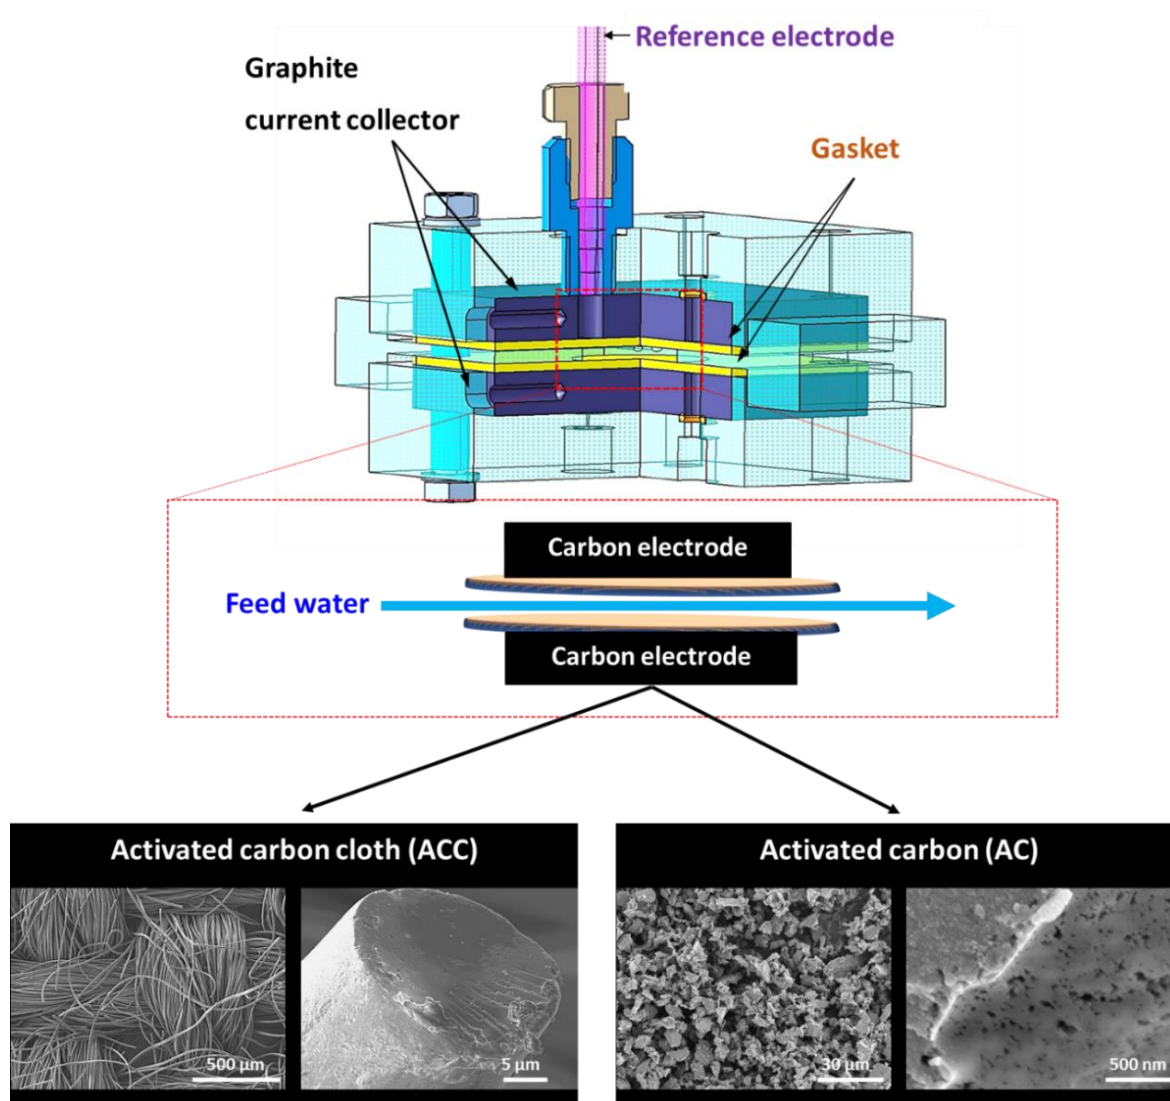 Reference electrode
Graphite
current collector
Gasket
Carbon electrode
Feed water
Carbon electrode
Activated carbon cloth (ACC)
Activated carbon (AC)
500 μm
5 μm
30 μm
500 nm